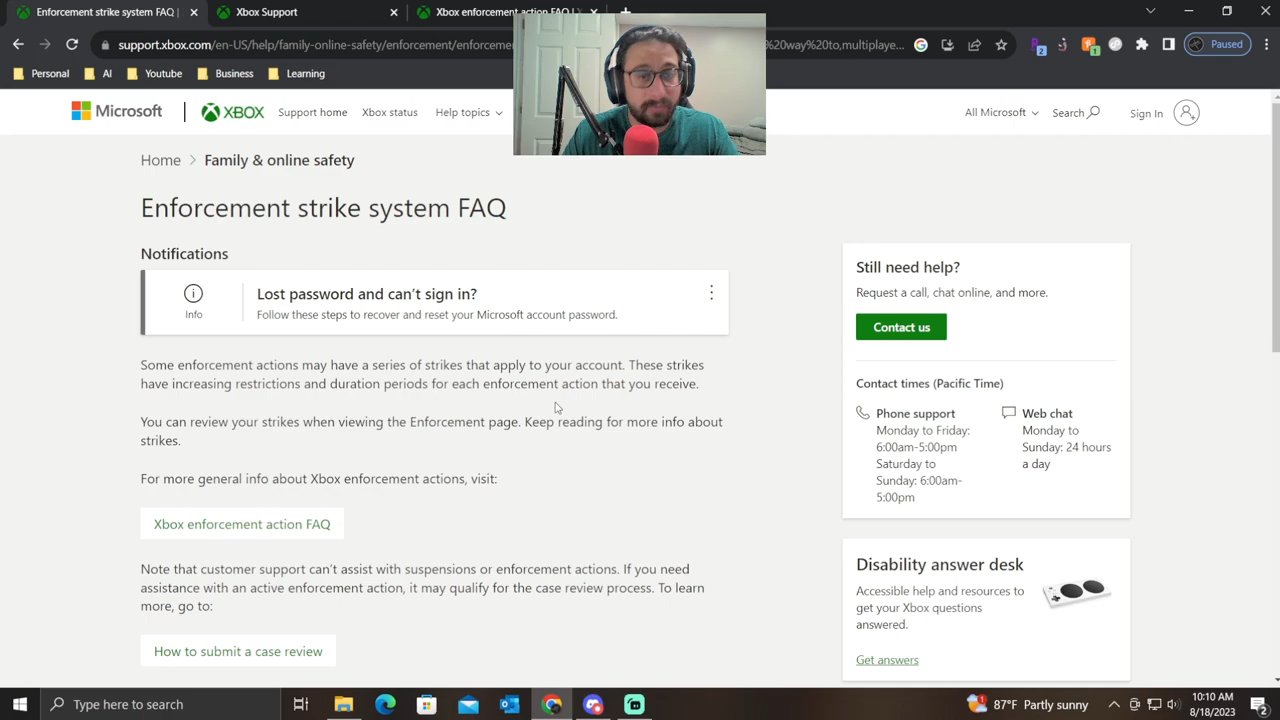 Enforcement strike system FAQ
Xbox Support
support.xbox.com/en-US/help/family-online-safety/enforcement/enforceme
20way%20to,multiplaye...
Paused
Personal
AI
Youtube
Business
Learning
Microsoft
XBOX
Support home
Xbox status
Help topics
All Microsoft
Search
Sign In
Home > Family & online safety
Enforcement strike system FAQ
Notifications
Info
Lost password and can't sign in?
Follow these steps to recover and reset your Microsoft account password.
Some enforcement actions may have a series of strikes that apply to your account. These strikes
have increasing restrictions and duration periods for each enforcement action that you receive.
You can review your strikes when viewing the Enforcement page. Keep reading for more info about
strikes.
For more general info about Xbox enforcement actions, visit:
Xbox enforcement action FAQ
Note that customer support can't assist with suspensions or enforcement actions. If you need
assistance with an active enforcement action, it may qualify for the case review process. To learn
more, go to:
How to submit a case review
Still need help?
Request a call, chat online, and more.
Contact us
Contact times (Pacific Time)
Phone support
Monday to Friday:
6:00am-5:00pm
Saturday to
Sunday: 6:00am-
5:00pm
Web chat
Monday to
Sunday: 24 hours
a day
Disability answer desk
Accessible help and resources to
get your Xbox questions
answered.
Get answers
Type here to search
87°F Partly sunny
10:10 AM
8/18/2023